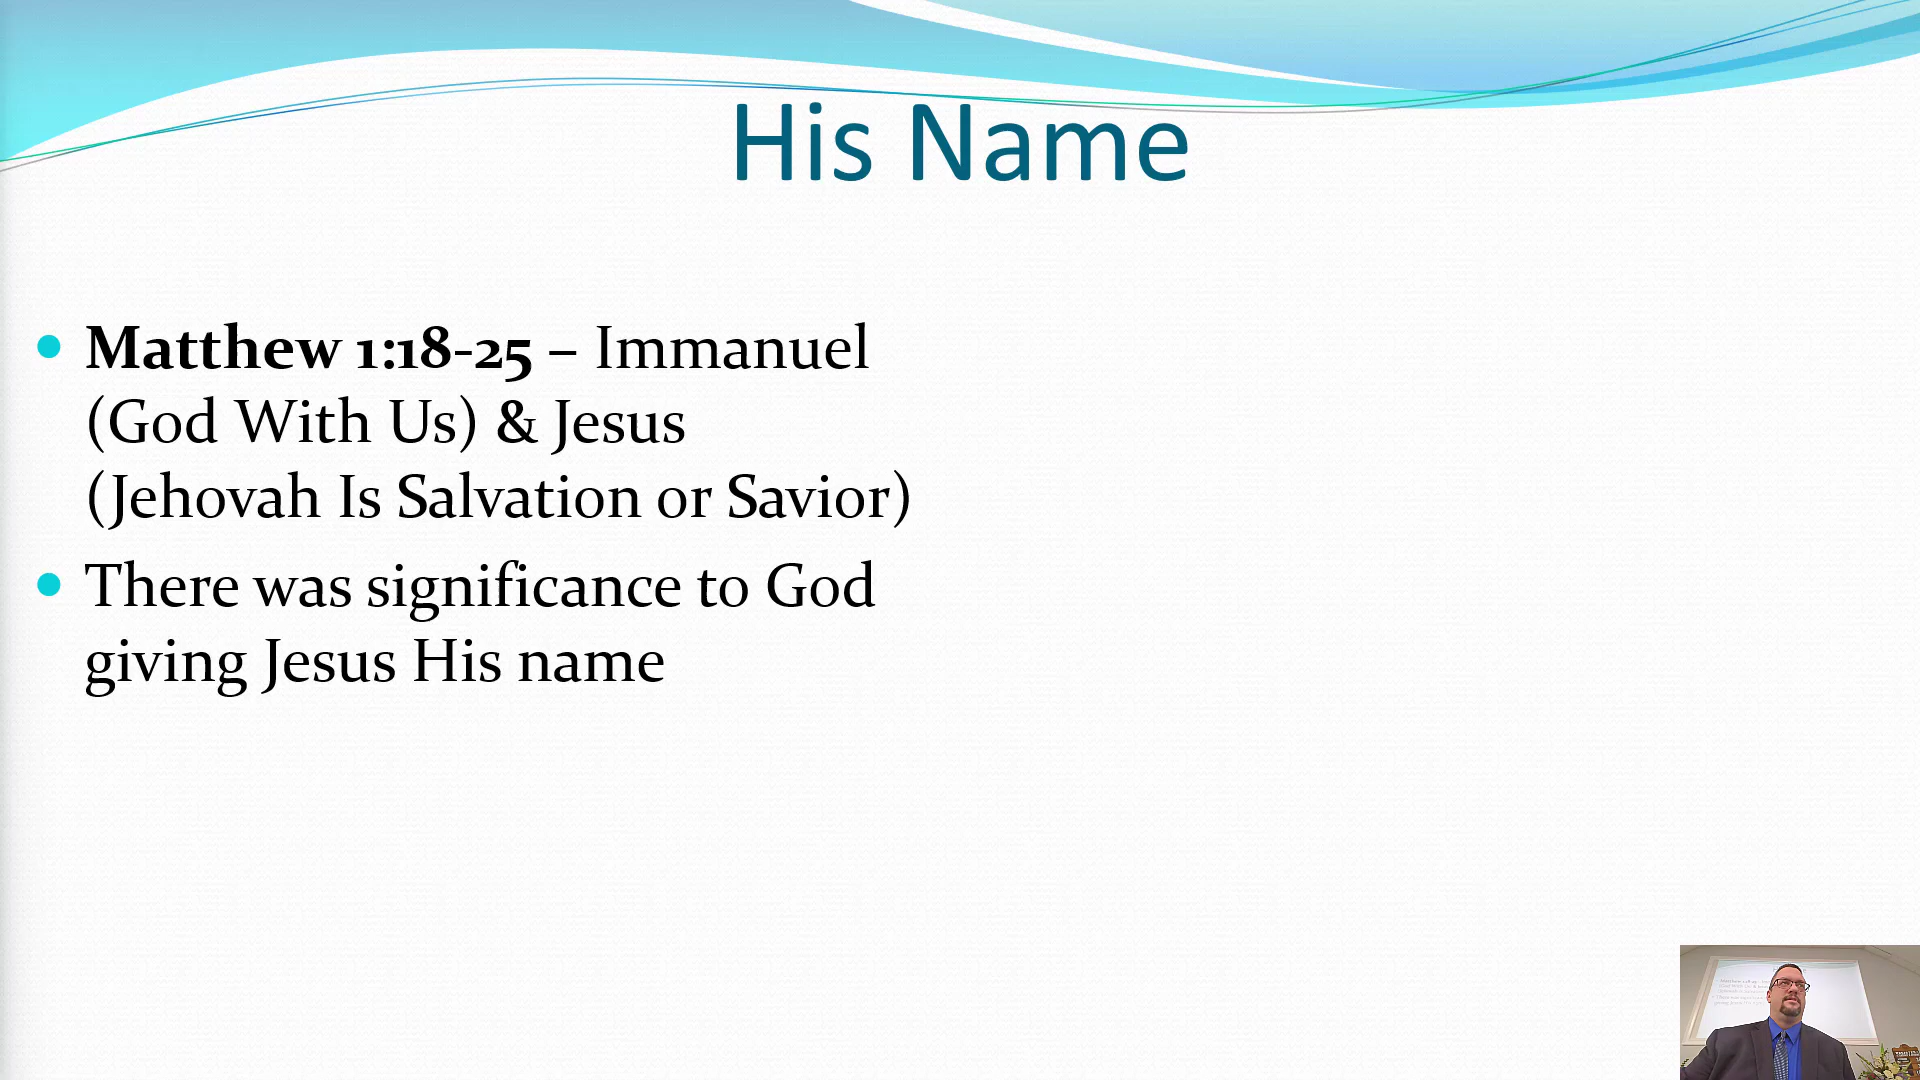 His Name
Matthew 1:18-25 – Immanuel
(God With Us) & Jesus
(Jehovah Is Salvation or Savior)
There was significance to God
giving Jesus His name